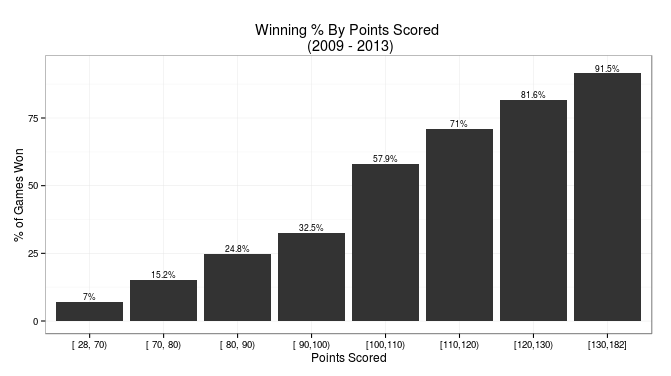 Winning % By Points Scored
(2009 - 2013)
% of Games Won
75
50
25
0
7%
15.2%
24.8%
32.5%
57.9%
71%
81.6%
91.5%
[ 28, 70)
[ 70, 80)
[ 80, 90)
[ 90,100)
[100,110)
[110,120)
[120,130)
[130,182]
Points Scored